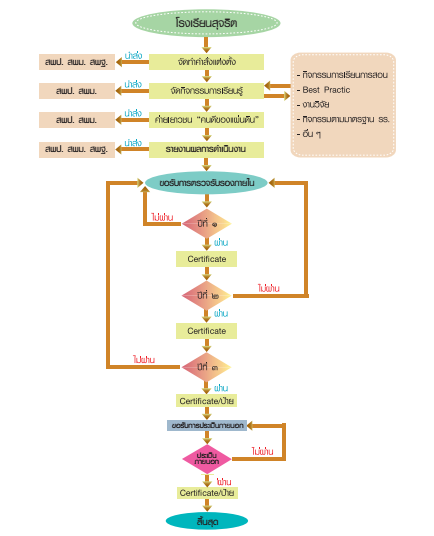 โรงเรียนสุจริต
สพป. สพม. สพฐ.
นำส่ง
จัดทำคำสั่งแต่งตั้ง
สพป. สพม.
นำส่ง
จัดกิจกรรมการเรียนรู้
สพป. สพม.
นำส่ง
ค่ายเยาวชน “คนดีของแผ่นดิน”
สพป. สพม. สพฐ.
นำส่ง
รายงานผลการดำเนินงาน
- กิจกรรมการเรียนการสอน
- Best Practic
- งานวิจัย
- กิจกรรมตามมาตรฐาน รร.
- อื่น ๆ
ขอรับการตรวจรับรองภายใน
ไม่ผ่าน
ปีที่ ๑
ผ่าน
Certificate
ปีที่ ๒
ไม่ผ่าน
ผ่าน
Certificate
ไม่ผ่าน
ปีที่ ๓
ผ่าน
Certificate/ป้าย
ขอรับการประเมินภายนอก
ประเมิน
ภายนอก
ไม่ผ่าน
ผ่าน
Certificate/ป้าย
สิ้นสุด